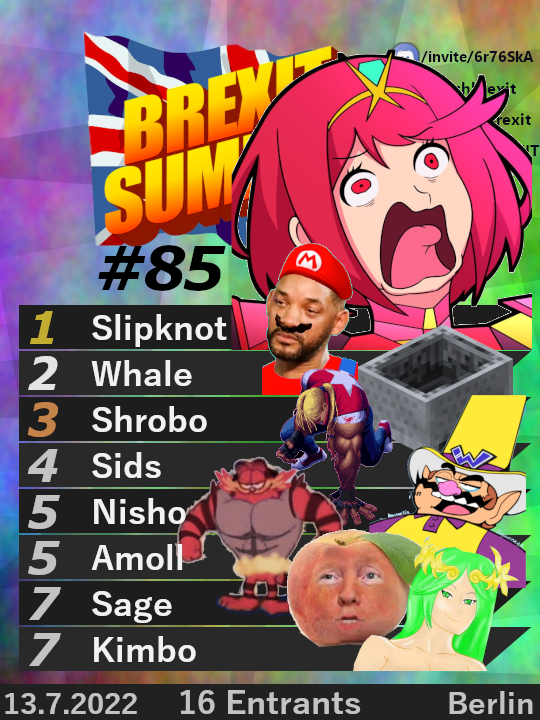 /invite/6r76SkA
BREXIT
#85
1 Slipknot
2 Whale
3 Shrobo
4 Sids
5 Nisho
5 Amoll
7 Sage
7 Kimbo
13.7.2022 16 Entrants Berlin